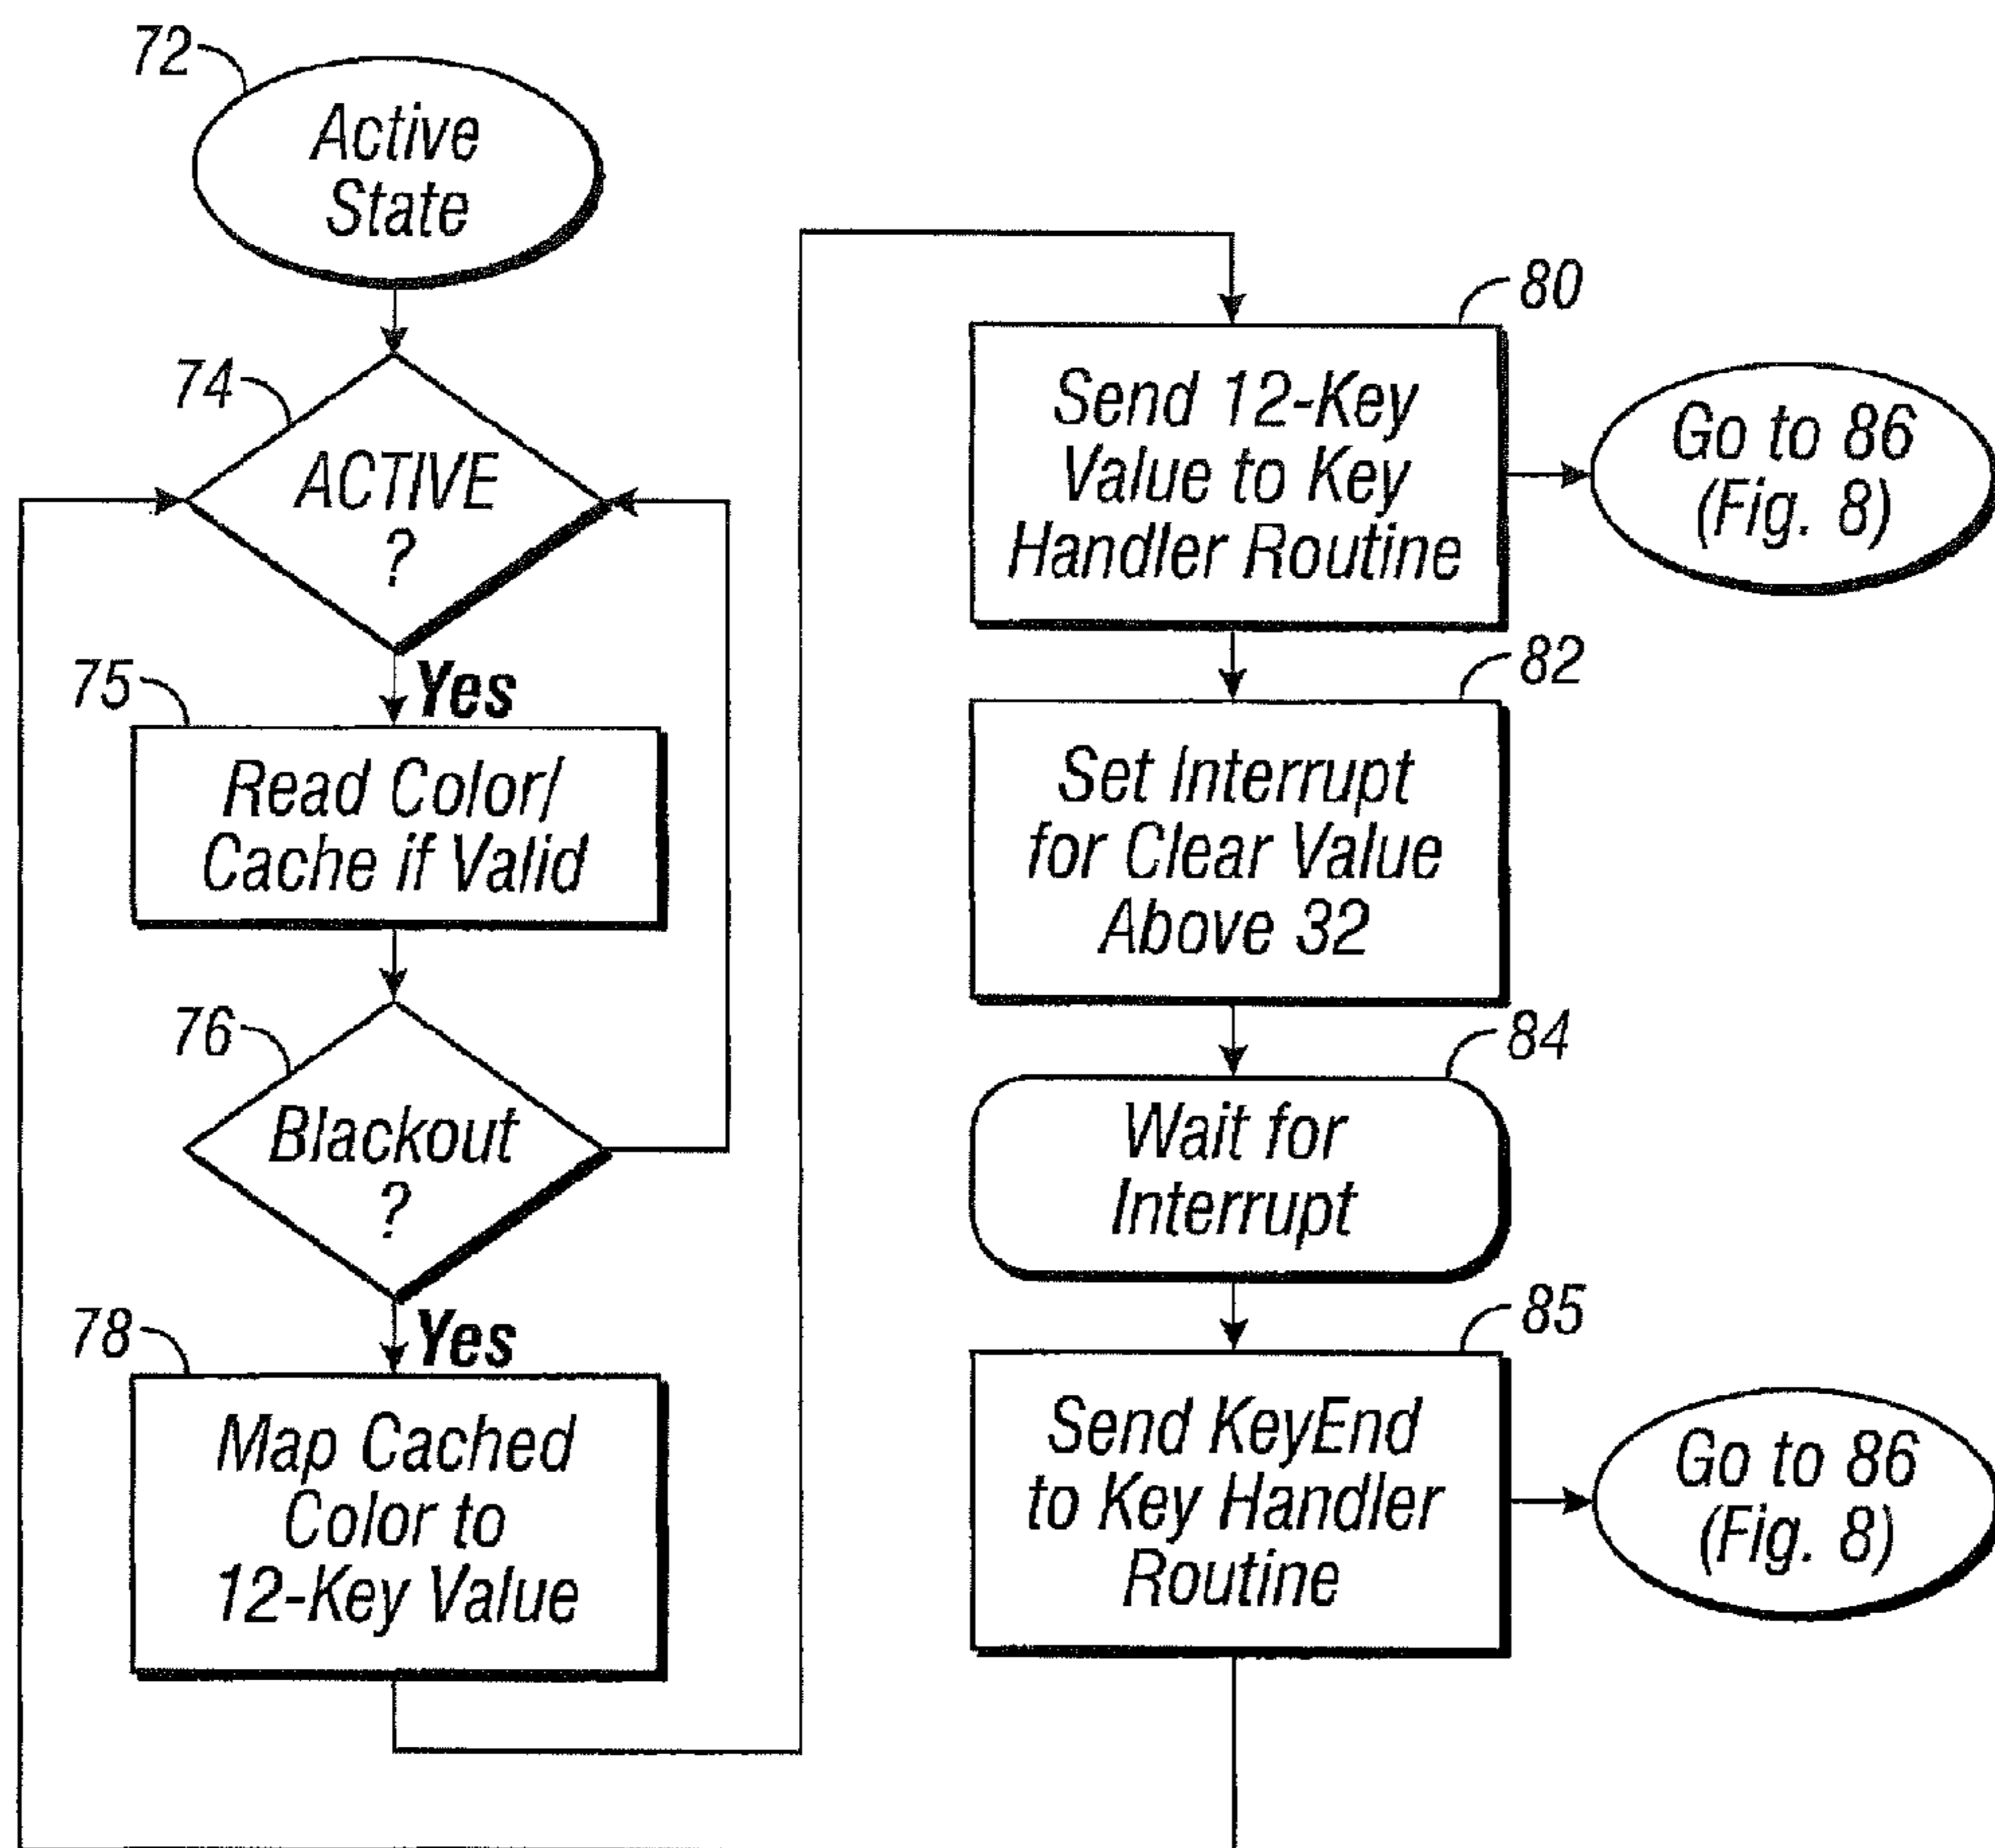 72
Active
State
74
ACTIVE
?
Yes
75
Read Color/
Cache if Valid
76
Blackout
?
Yes
78
Map Cached
Color to
12-Key Value
80
Send 12-Key
Value to Key
Handler Routine
Go to 86
(Fig. 8)
82
Set Interrupt
for Clear Value
Above 32
84
Wait for
Interrupt
85
Send KeyEnd
to Key Handler
Routine
Go to 86
(Fig. 8)